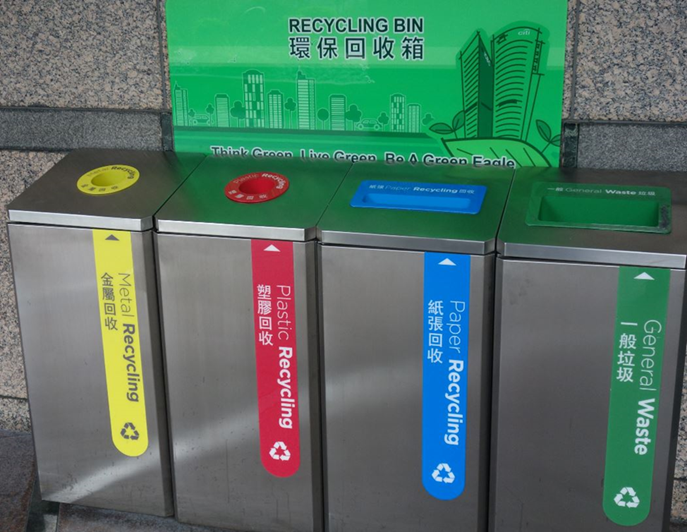 RECYCLING BIN
環保回收箱
citi
Think Green, Live Green, Be A Green Eagle
Recycling
紙張 Paper Recycling 回收
一般 General Waste 垃圾
Metal Recycling
金屬回收
Plastic Recycling
塑膠回收
Paper Recycling
紙張回收
General Waste
一般垃圾